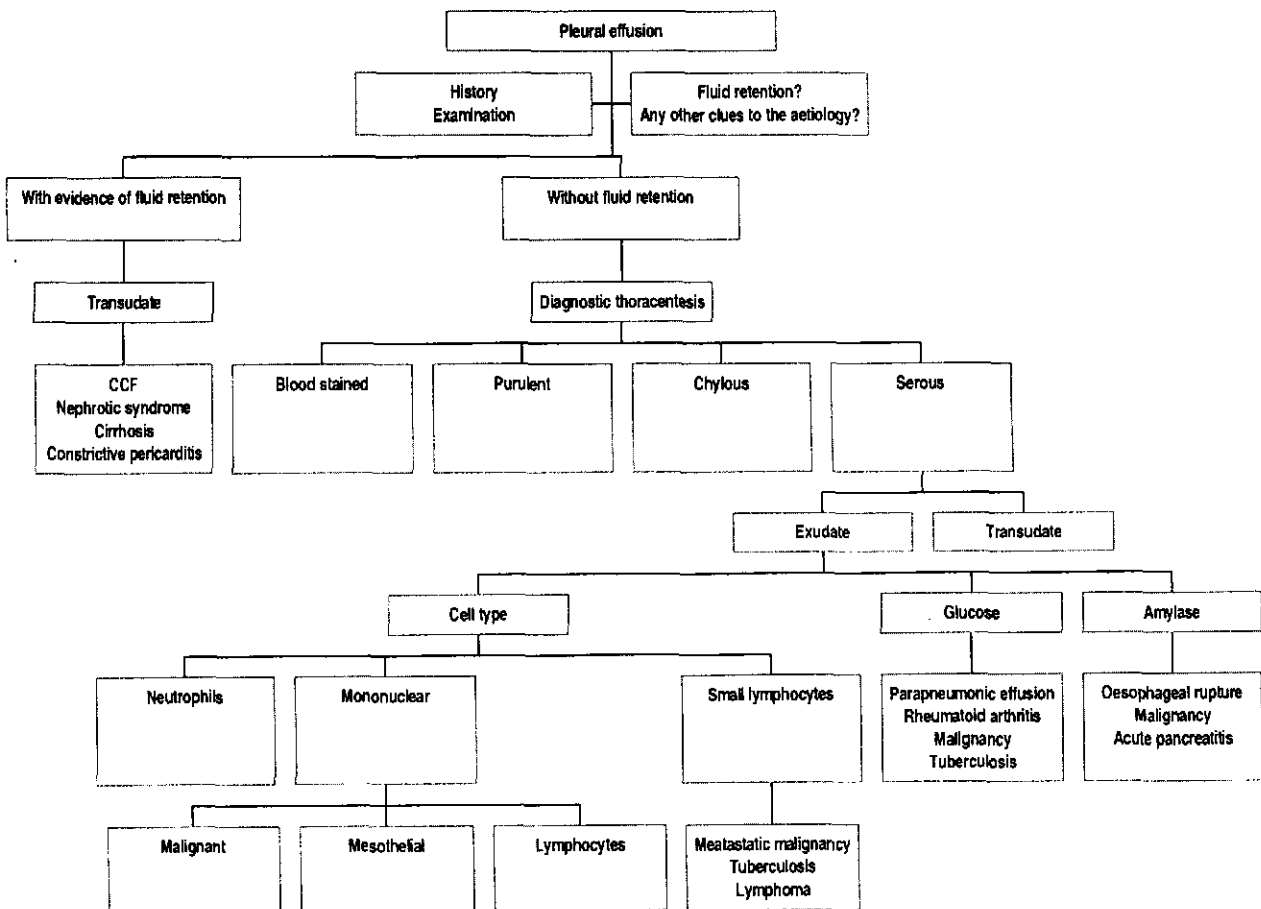 Pleural effusion
History
Examination
Fluid retention?
Any other clues to the aetiology?
With evidence of fluid retention
Without fluid retention
Transudate
Diagnostic thoracentesis
CCF
Nephrotic syndrome
Cirrhosis
Constrictive pericarditis
Blood stained
Purulent
Chylous
Serous
Exudate
Transudate
Cell type
Glucose
Amylase
Neutrophils
Mononuclear
Small lymphocytes
Parapneumonic effusion
Rheumatoid arthritis
Malignancy
Tuberculosis
Oesophageal rupture
Malignancy
Acute pancreatitis
Malignant
Mesothelial
Lymphocytes
Meatastatic malignancy
Tuberculosis
Lymphoma